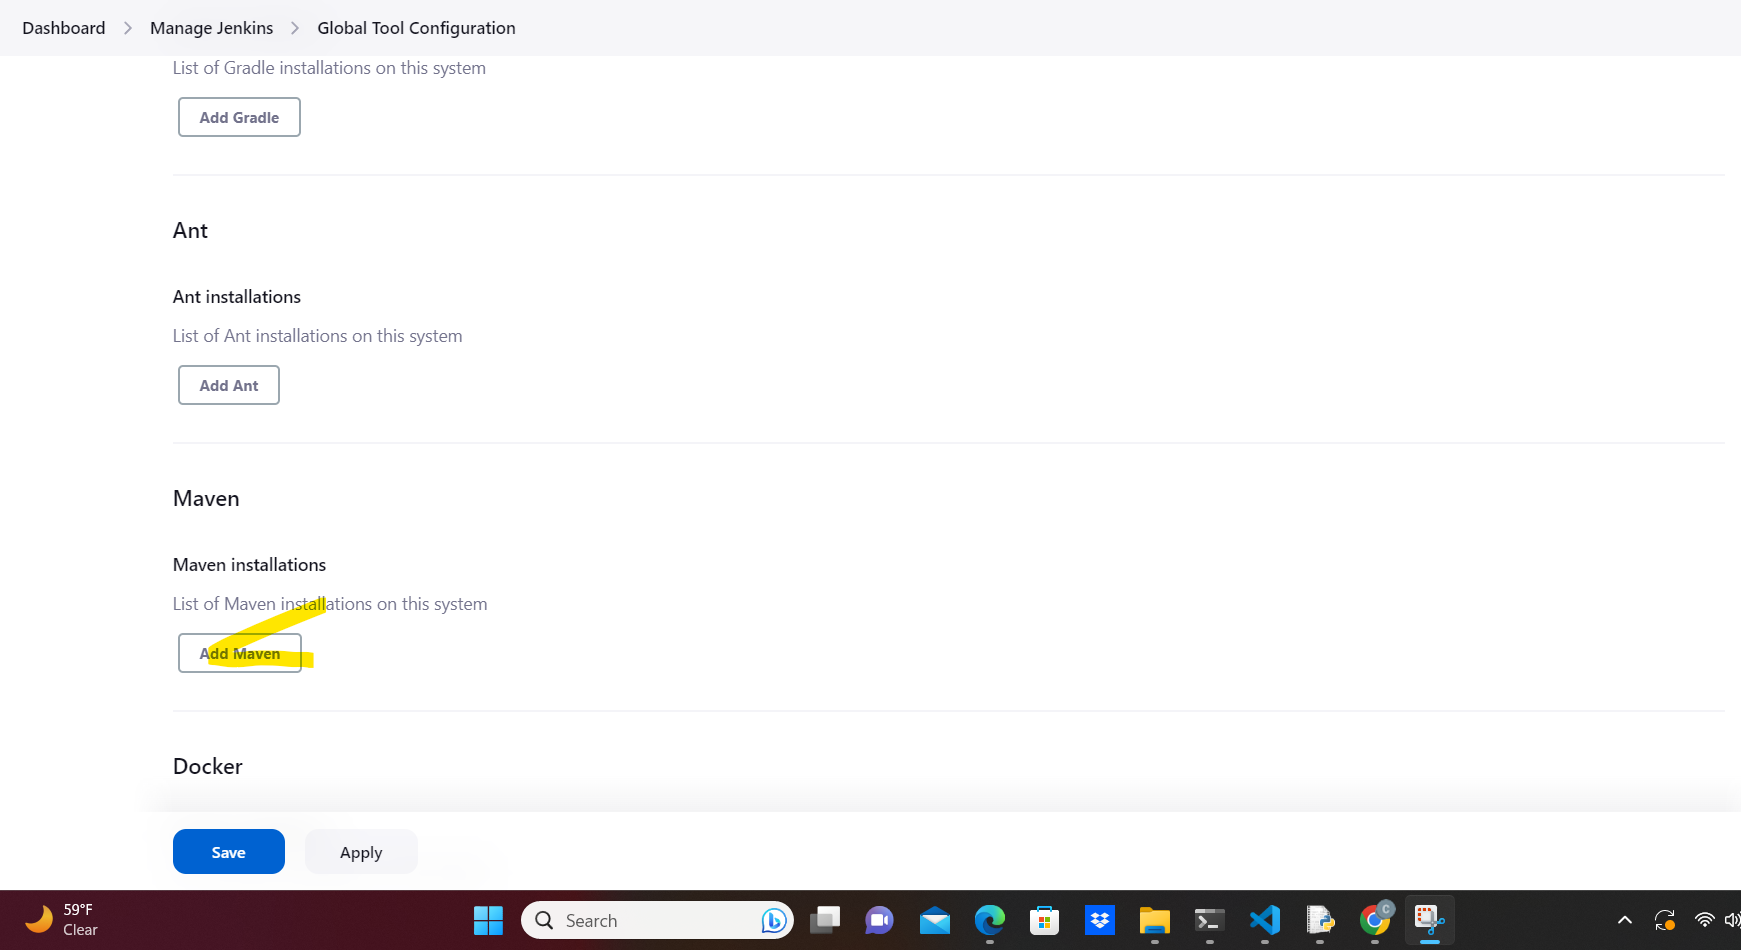 Dashboard > Manage Jenkins > Global Tool Configuration
List of Gradle installations on this system
Add Gradle
Ant
Ant installations
List of Ant installations on this system
Add Ant
Maven
Maven installations
List of Maven installations on this system
Add Maven
Docker
Save Apply
59°F
Clear
Search
C